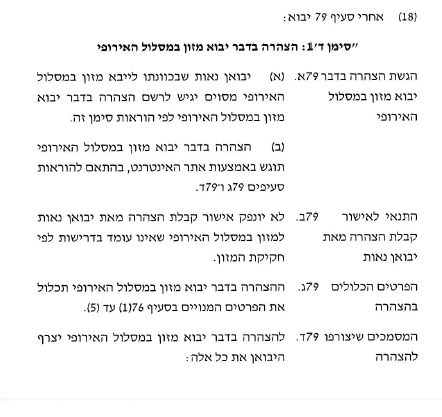 (18) אחרי סעיף 79 יבוא:
"סימן ד'1: הצהרה בדבר יבוא מזון במסלול האירופי
הגשת הצהרה בדבר 79א. (א) יבואן נאות שבכוונתו לייבא מזון במסלול
יבוא מזון במסלול האירופי מסוים יגיש לרשם הצהרה בדבר יבוא
האירופי מזון במסלול האירופי לפי הוראות סימן זה.
(ב) הצהרה בדבר יבוא מזון במסלול האירופי
תוגש באמצעות אתר האינטרנט, בהתאם להוראות
סעיפים 79ג ו־79ד.
התנאי לאישור 79ב. לא יונפק אישור קבלת הצהרה מאת יבואן נאות
קבלת הצהרה מאת למזון במסלול האירופי שאינו עומד בדרישות לפי
יבואן נאות חקיקת המזון.
הפרטים הכלולים 79ג. ההצהרה בדבר יבוא מזון במסלול האירופי תכלול
בהצהרה את הפרטים המנויים בסעיף 76(1) עד (5).
המסמכים שיצורפו 79ד. להצהרה בדבר יבוא מזון במסלול האירופי יצרף
להצהרה היבואן את כל אלה: